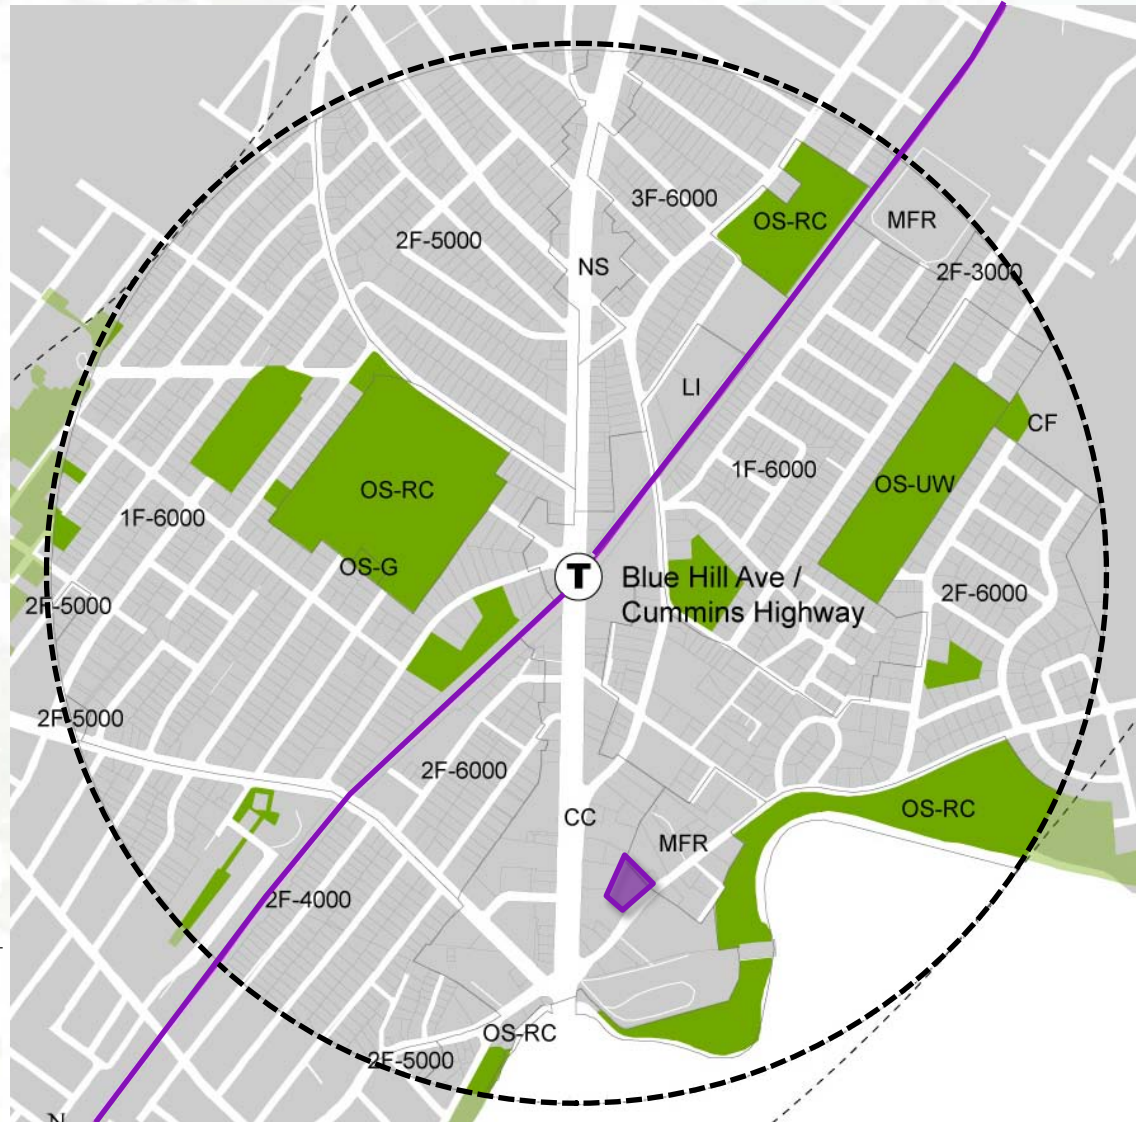 3F-6000
OS-RC
MFR
2F-5000
NS
2F-3000
LI
CF
1F-6000
OS-UW
OS-RC
1F-6000
OS-G
T
Blue Hill Ave /
Cummins Highway
2F-6000
2F-5000
2F-5000
2F-6000
OS-RC
CC
MFR
2F-4000
OS-RC
2F-5000
N